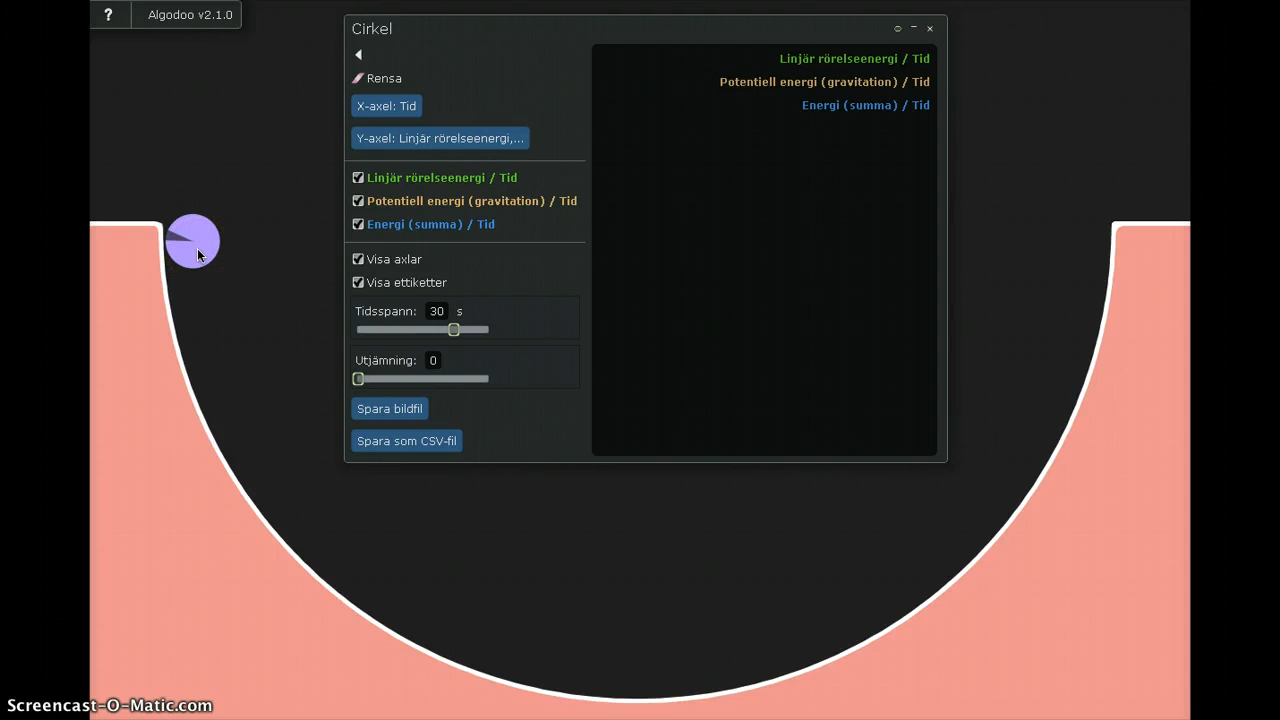 ?
Algodoo v2.1.0
Cirkel
Rensa
X-axel: Tid
Y-axel: Linjär rörelseenergi,...
Linjär rörelseenergi / Tid
Potentiell energi (gravitation) / Tid
Energi (summa) / Tid
Visa axlar
Visa ettiketter
Tidsspann: 30 s
Utjämning: 0
Spara bildfil
Spara som CSV-fil
Linjär rörelseenergi / Tid
Potentiell energi (gravitation) / Tid
Energi (summa) / Tid
Screencast-O-Matic.com